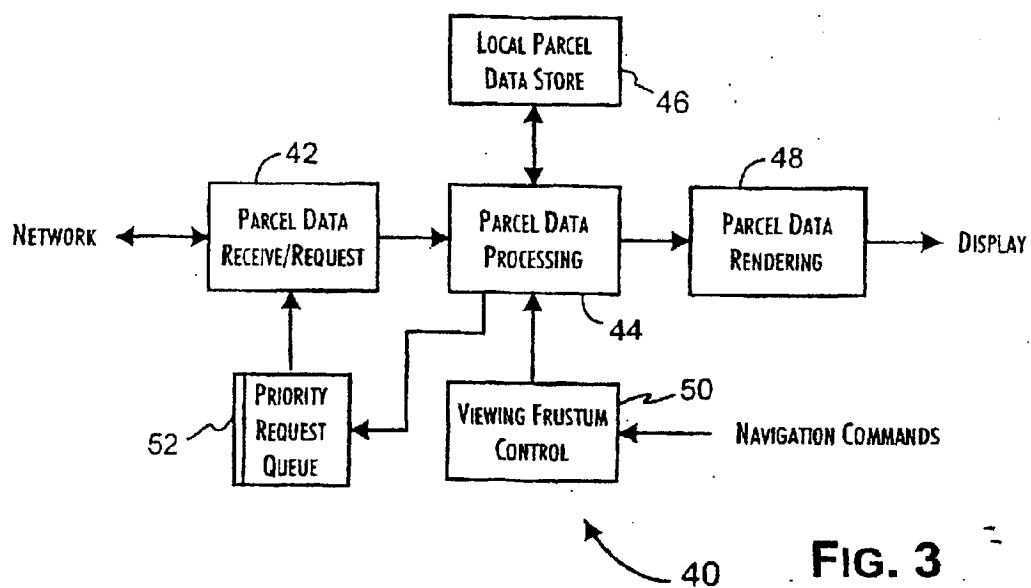 LOCAL PARCEL
DATA STORE
46
42
48
NETWORK
PARCEL DATA
RECEIVE/REQUEST
PARCEL DATA
PROCESSING
PARCEL DATA
RENDERING
DISPLAY
44
52
PRIORITY
REQUEST
QUEUE
VIEWING FRUSTUM
CONTROL
50
NAVIGATION COMMANDS
40
FIG. 3